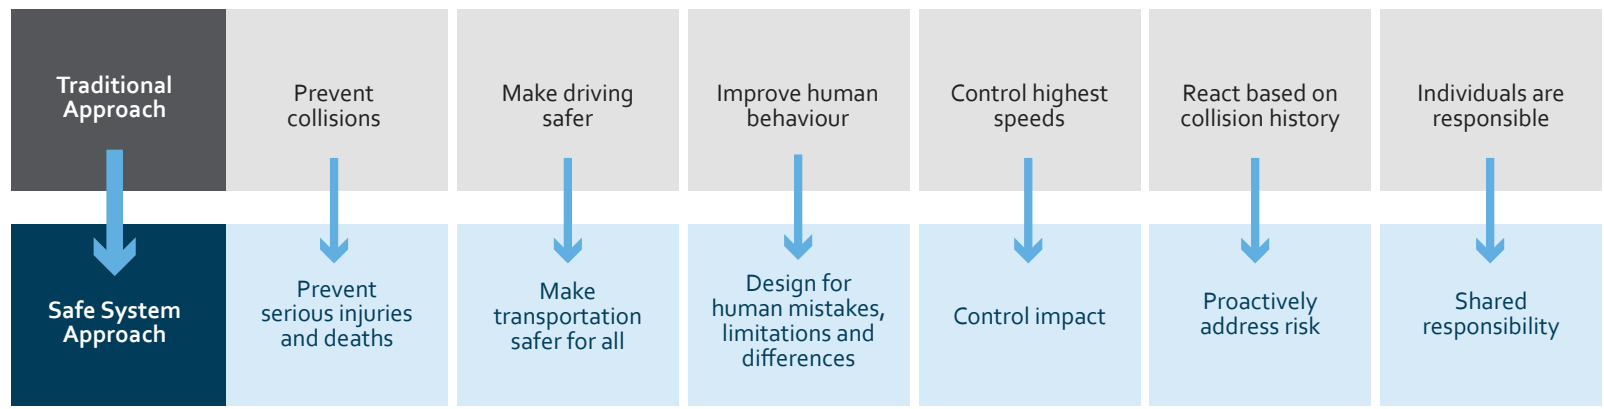 Traditional
Approach
Prevent
collisions
Make driving
safer
Improve human
behaviour
Control highest
speeds
React based on
collision history
Individuals are
responsible
Safe System
Approach
Prevent
serious injuries
and deaths
Make
transportation
safer for all
Design for
human mistakes,
limitations and
differences
Control impact
Proactively
address risk
Shared
responsibility